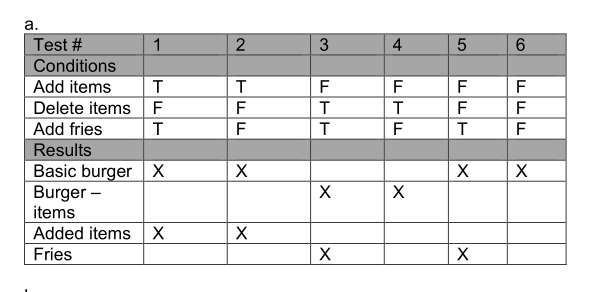 a.
Test # 1 2 3 4 5 6
Conditions
Add items T T F F F F
Delete items F F T T F F
Add fries T F T F T F
Results
Basic burger X X X X
Burger – X X
items
Added items X X
Fries X X